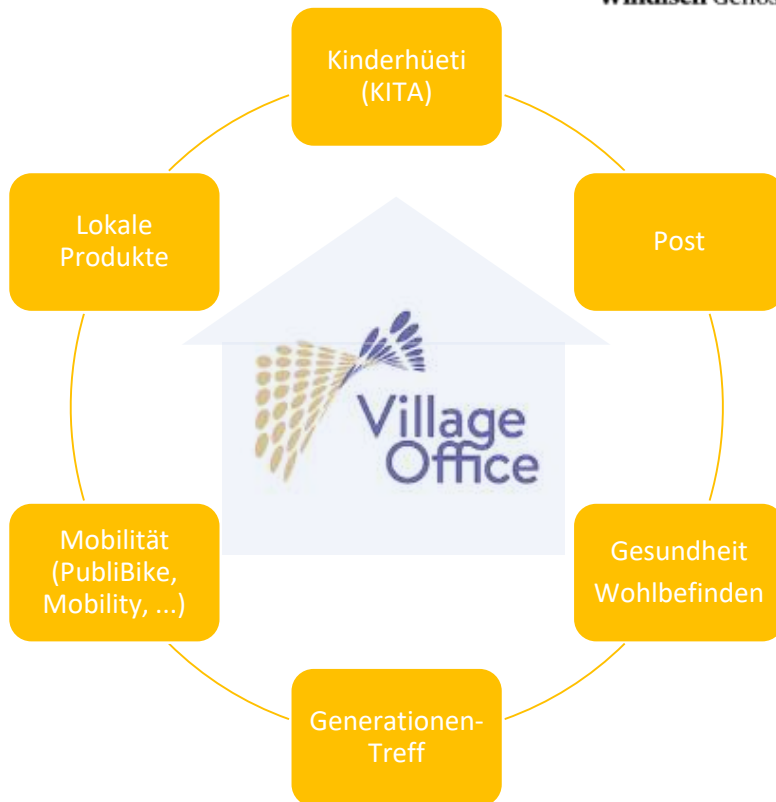 Kinderhüeti
(KITA)
Lokale
Produkte
Post
Village
Office
Mobilität
(PubliBike,
Mobility, ...)
Gesundheit
Wohlbefinden
Generationen-
Treff